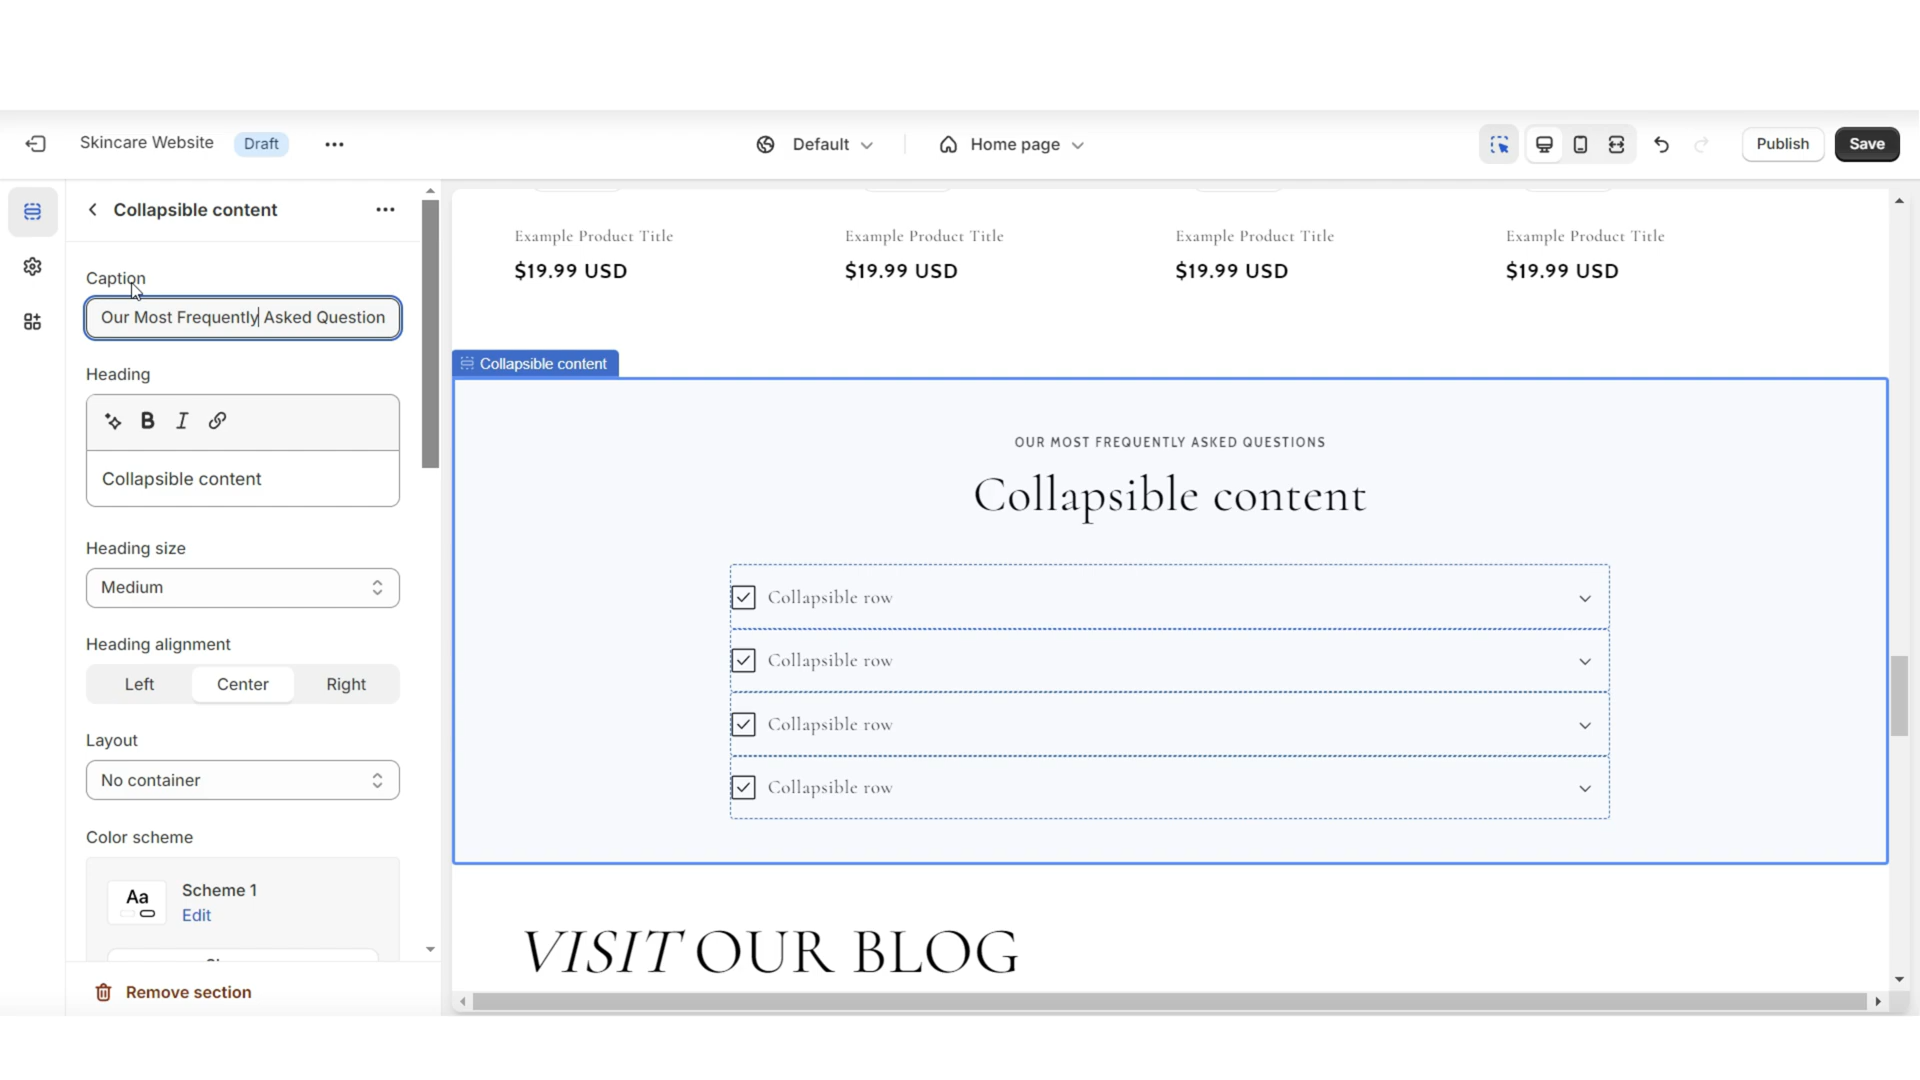 Skincare Website Draft
Default
Home page
Publish Save
Collapsible content
Caption
Our Most Frequently Asked Question
Heading
B I
Collapsible content
Heading size
Medium
Heading alignment
Left Center Right
Layout
No container
Color scheme
Aa
Scheme 1
Edit
Remove section
Example Product Title Example Product Title Example Product Title Example Product Title
$19.99 USD $19.99 USD $19.99 USD $19.99 USD
Collapsible content
OUR MOST FREQUENTLY ASKED QUESTIONS
Collapsible content
Collapsible row
Collapsible row
Collapsible row
Collapsible row
VISIT OUR BLOG